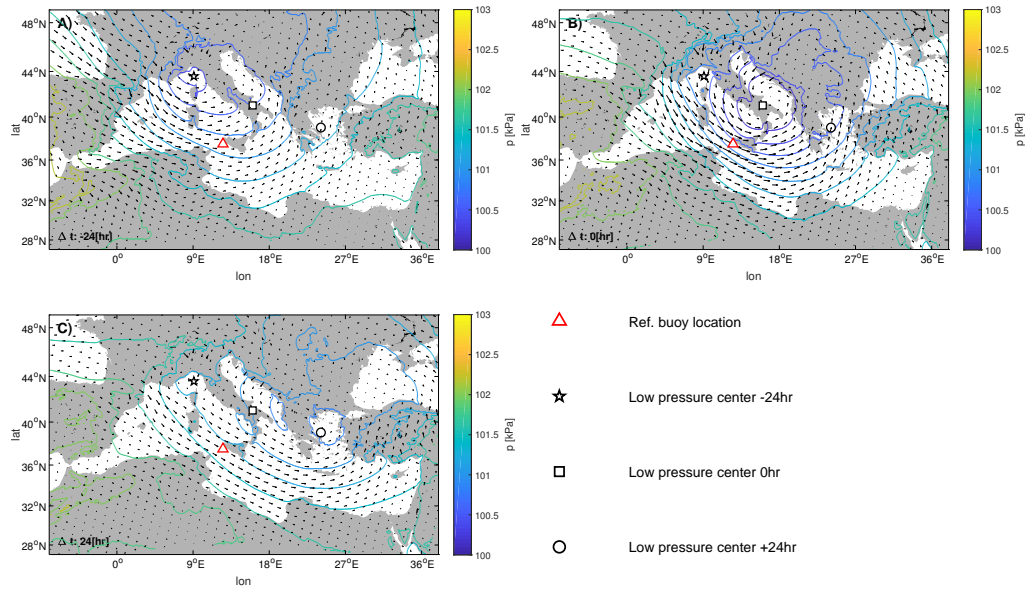 A)
48°N
44°N
40°N
36°N
32°N
28°N
lat
Δ t: -24[hr]
0°
9°E
18°E
27°E
36°E
lon
103
102.5
102
101.5
101
100.5
100
p [kPa]
B)
48°N
44°N
40°N
36°N
32°N
28°N
lat
Δ t: 0[hr]
0°
9°E
18°E
27°E
36°E
lon
103
102.5
102
101.5
101
100.5
100
p [kPa]
C)
48°N
44°N
40°N
36°N
32°N
28°N
lat
Δ t: 24[hr]
0°
9°E
18°E
27°E
36°E
lon
103
102.5
102
101.5
101
100.5
100
p [kPa]
Ref. buoy location
Low pressure center -24hr
Low pressure center 0hr
Low pressure center +24hr